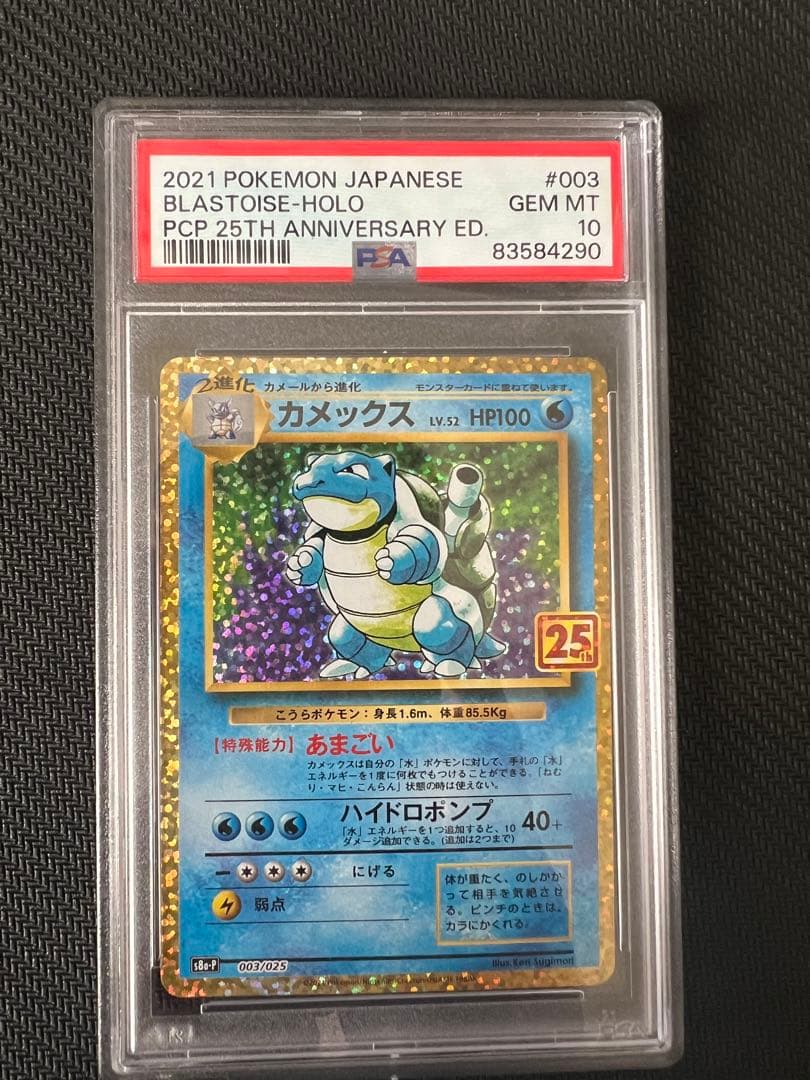 2021 POKEMON JAPANESE #003
BLASTOISE-HOLO GEM MT
PCP 25TH ANNIVERSARY ED. 10
83584290
PSA
2進化 カメールから進化 モンスターカードに重ねて使います。
カメックス LV.52 HP100
25th
こうらポケモン：身長1.6m、体重85.5Kg
【特殊能力】あまごい
カメックスは自分の「水」ポケモンに対して、手札の「水」
エネルギーを1度に何枚でもつけることができる。「ねむ
り・マヒ・こんらん」状態の時は使えない。
ハイドロポンプ 40+
「水」エネルギーを1つ追加すると、10
ダメージ追加できる。(追加は2つまで)
にげる
弱点
体が重たく、のしかか
って相手を気絶させ
る。ピンチのときは、
カラにかくれる。
s8a-P 003/025
Illus. Ken Sugimori